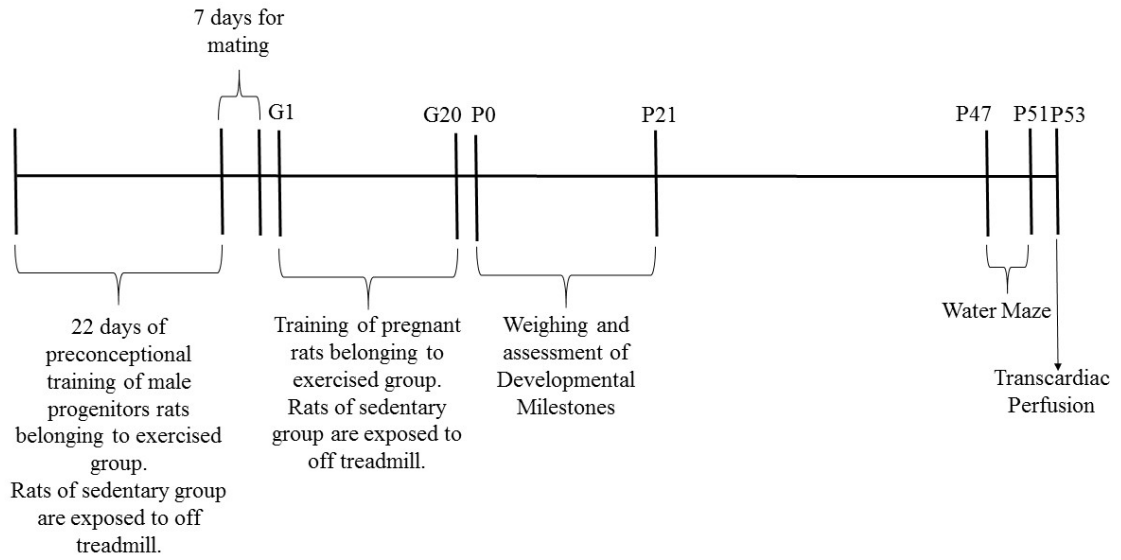 7 days for
mating
G1
G20
P0
P21
P47
P51
P53
22 days of
preconceptional
training of male
progenitors rats
belonging to exercised
group.
Rats of sedentary group
are exposed to off
treadmill.
Training of pregnant
rats belonging to
exercised group.
Rats of sedentary
group are exposed to
off treadmill.
Weighing and
assessment of
Developmental
Milestones
Water Maze
Transcardiac
Perfusion